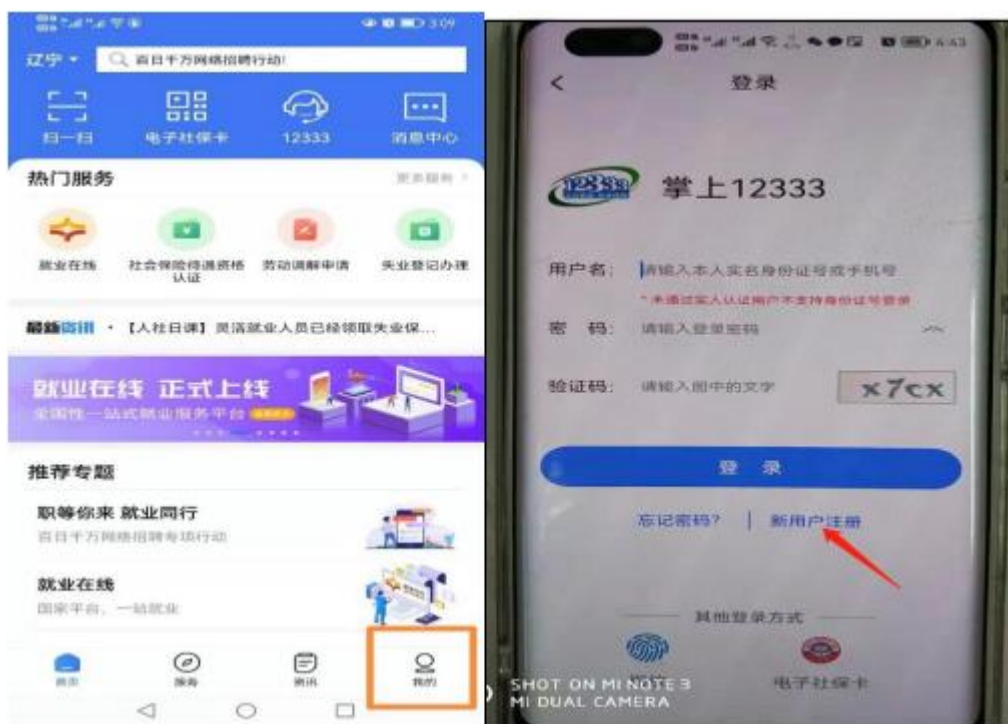 3:09
辽宁
百日千万网络招聘行动!
扫一扫
电子社保卡
12333
消息中心
热门服务
更多服务
就业在线
社会保险待遇资格
认证
劳动调解申请
失业登记办理
最新资讯
·【人社日课】灵活就业人员已经领取失业保...
就业在线 正式上线
全国性一站式就业服务平台
推荐专题
职等你来 就业同行
百日千万网络招聘专项行动
就业在线
国家平台,一站就业
首页
服务
资讯
我的
4:43
登录
12333
掌上12333
用户名:
请输入本人实名身份证号或手机号
*未通过实人认证用户不支持身份证号登录
密 码:
请输入登录密码
验证码:
请输入图中的文字
x7cx
登 录
忘记密码? | 新用户注册
其他登录方式
电子社保卡
SHOT ON MI NOTE 3
MI DUAL CAMERA